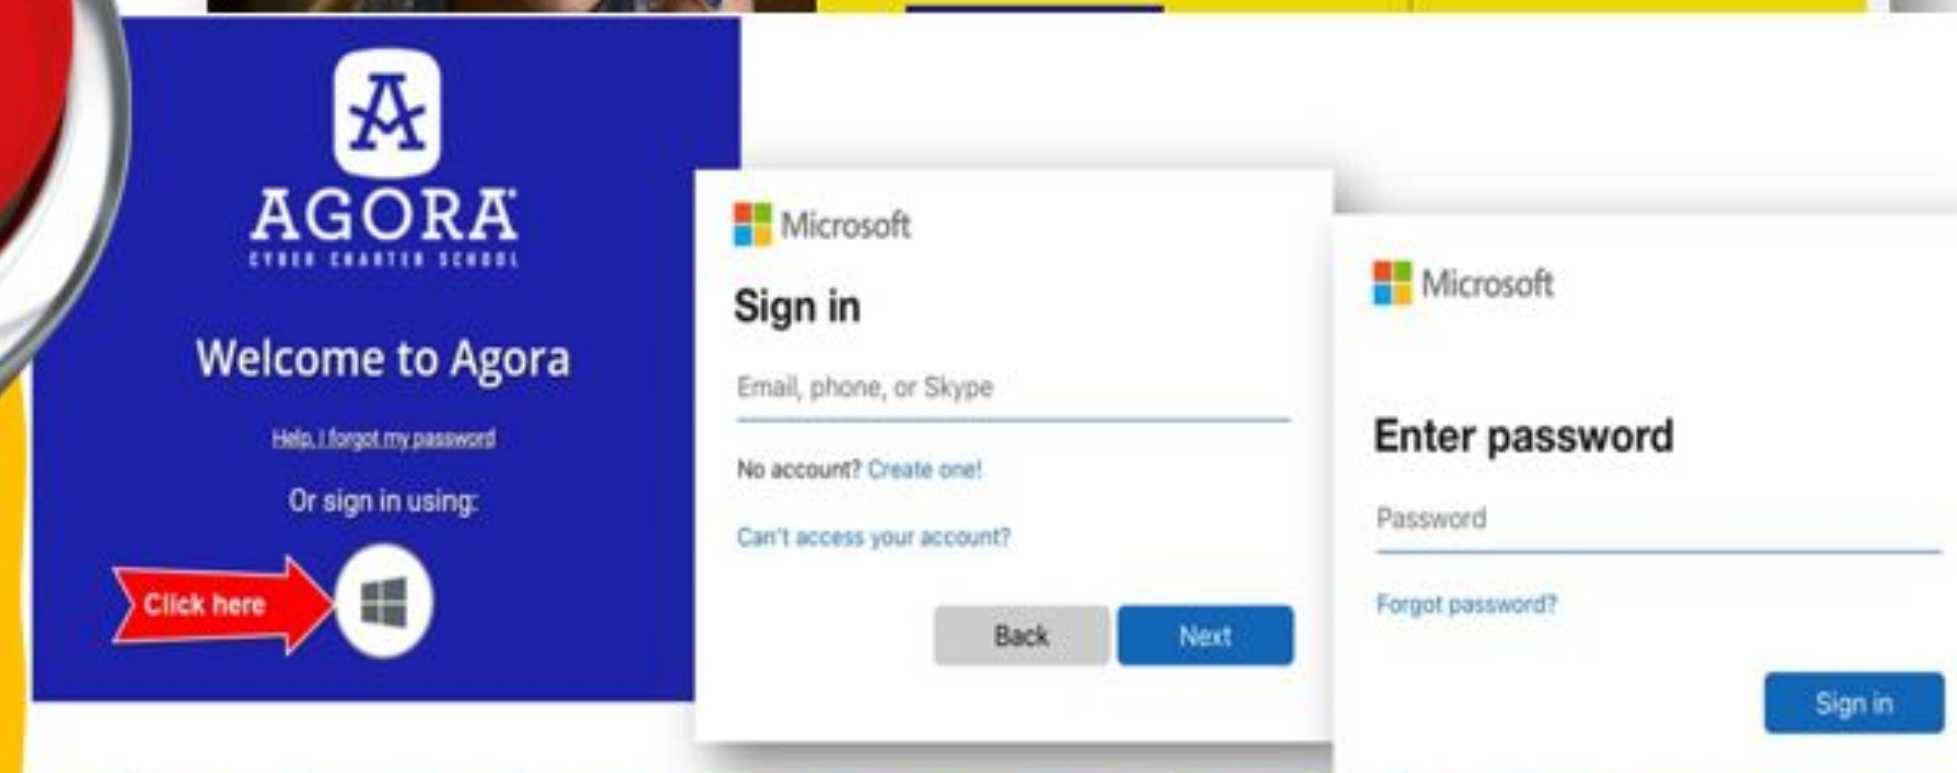 A
AGORA
CYBER CHARTER SCHOOL
Welcome to Agora
Help, I forgot my password
Or sign in using:
Click here
Microsoft
Sign in
Email, phone, or Skype
No account? Create one!
Can't access your account?
Back
Next
Microsoft
Enter password
Password
Forgot password?
Sign in